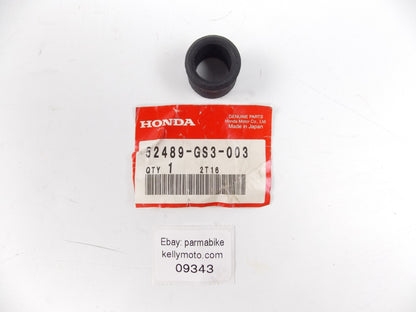 HONDA
GENUINE PARTS
Honda Motor Co., Ltd.
Made in Japan
52489-GS3-003
QTY 1 2T16
Ebay: parmabike
kellymoto.com
09343